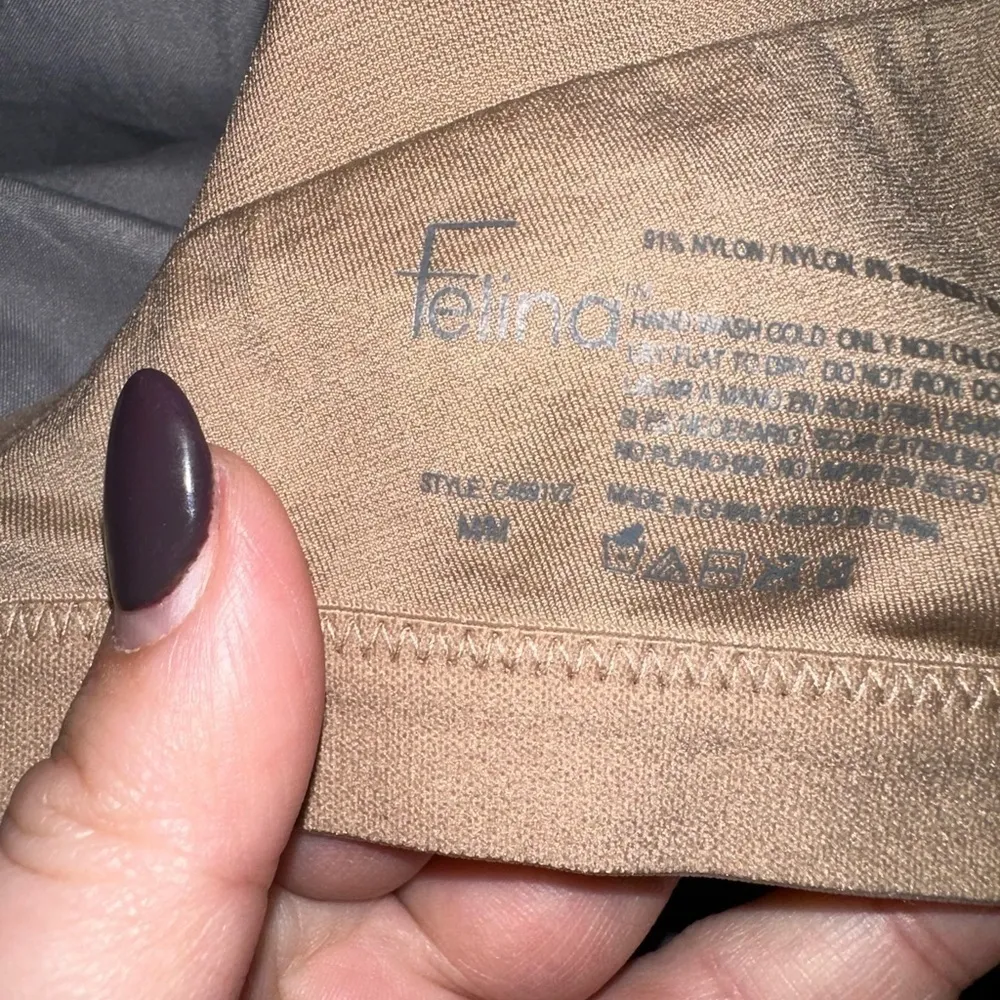 Felina
91% NYLON / NYLON, 9% SPANDEX
HAND WASH COLD. ONLY NON CHLO
LAY FLAT TO DRY. DO NOT IRON. DO
LAVAR A MANO EN AGUA FRIA. USAR
SI ES NECESARIO. SECAR EXTENDIDO
NO PLANCHAR. NO LIMPIAR EN SECO.
MADE IN CHINA / HECHO EN CHINA
STYLE:
M/M